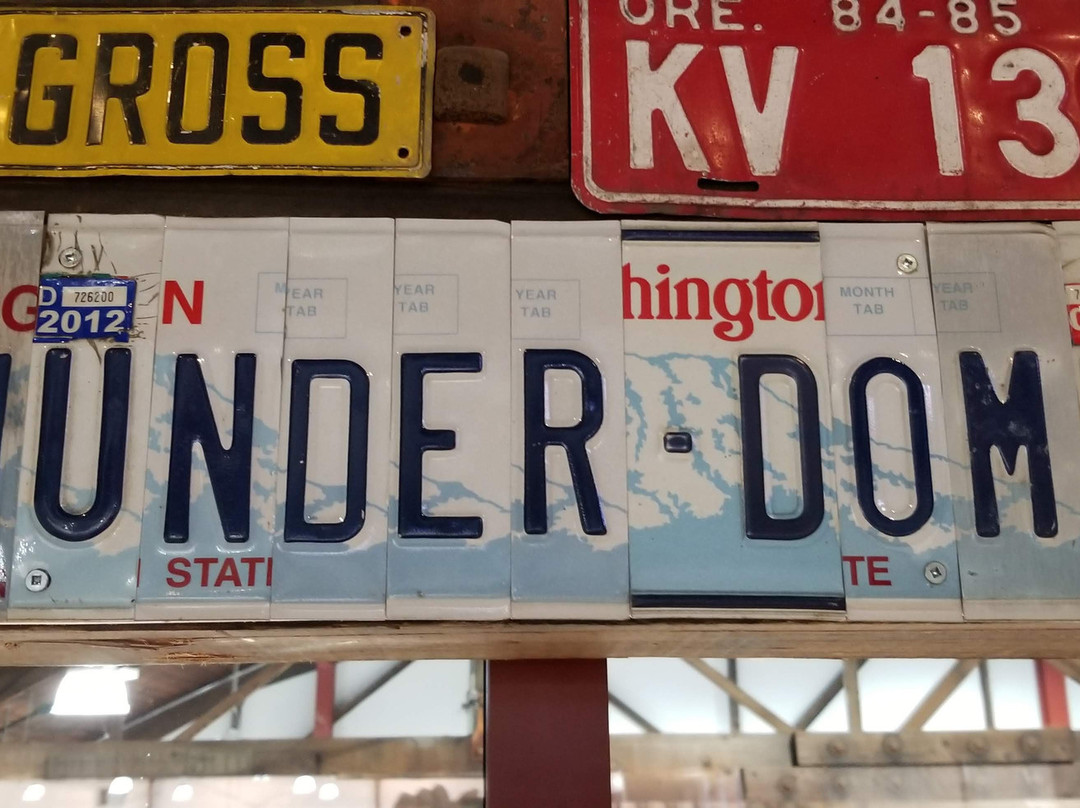 GROSS
ORE. 84-85
KV 13
D 726200
2012
N
YEAR TAB
YEAR TAB
YEAR TAB
hington
MONTH TAB
YEAR TAB
UNDER-DOM
STATE
TE